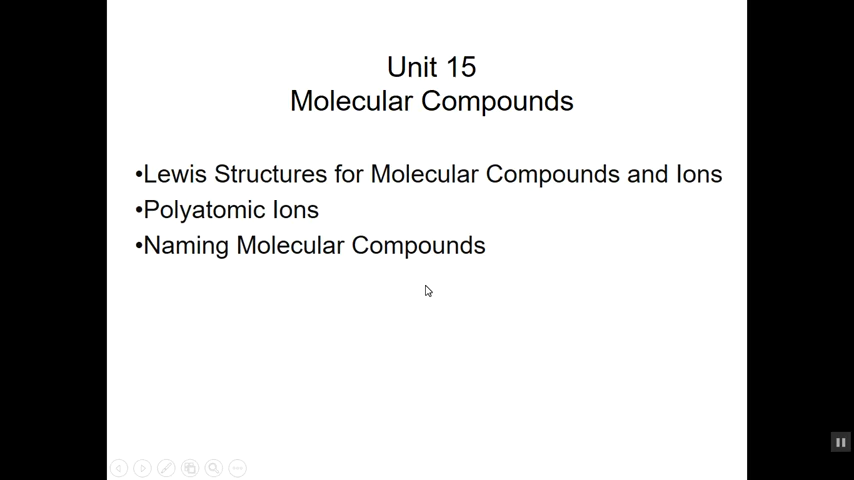 Unit 15
Molecular Compounds
•Lewis Structures for Molecular Compounds and Ions
•Polyatomic Ions
•Naming Molecular Compounds